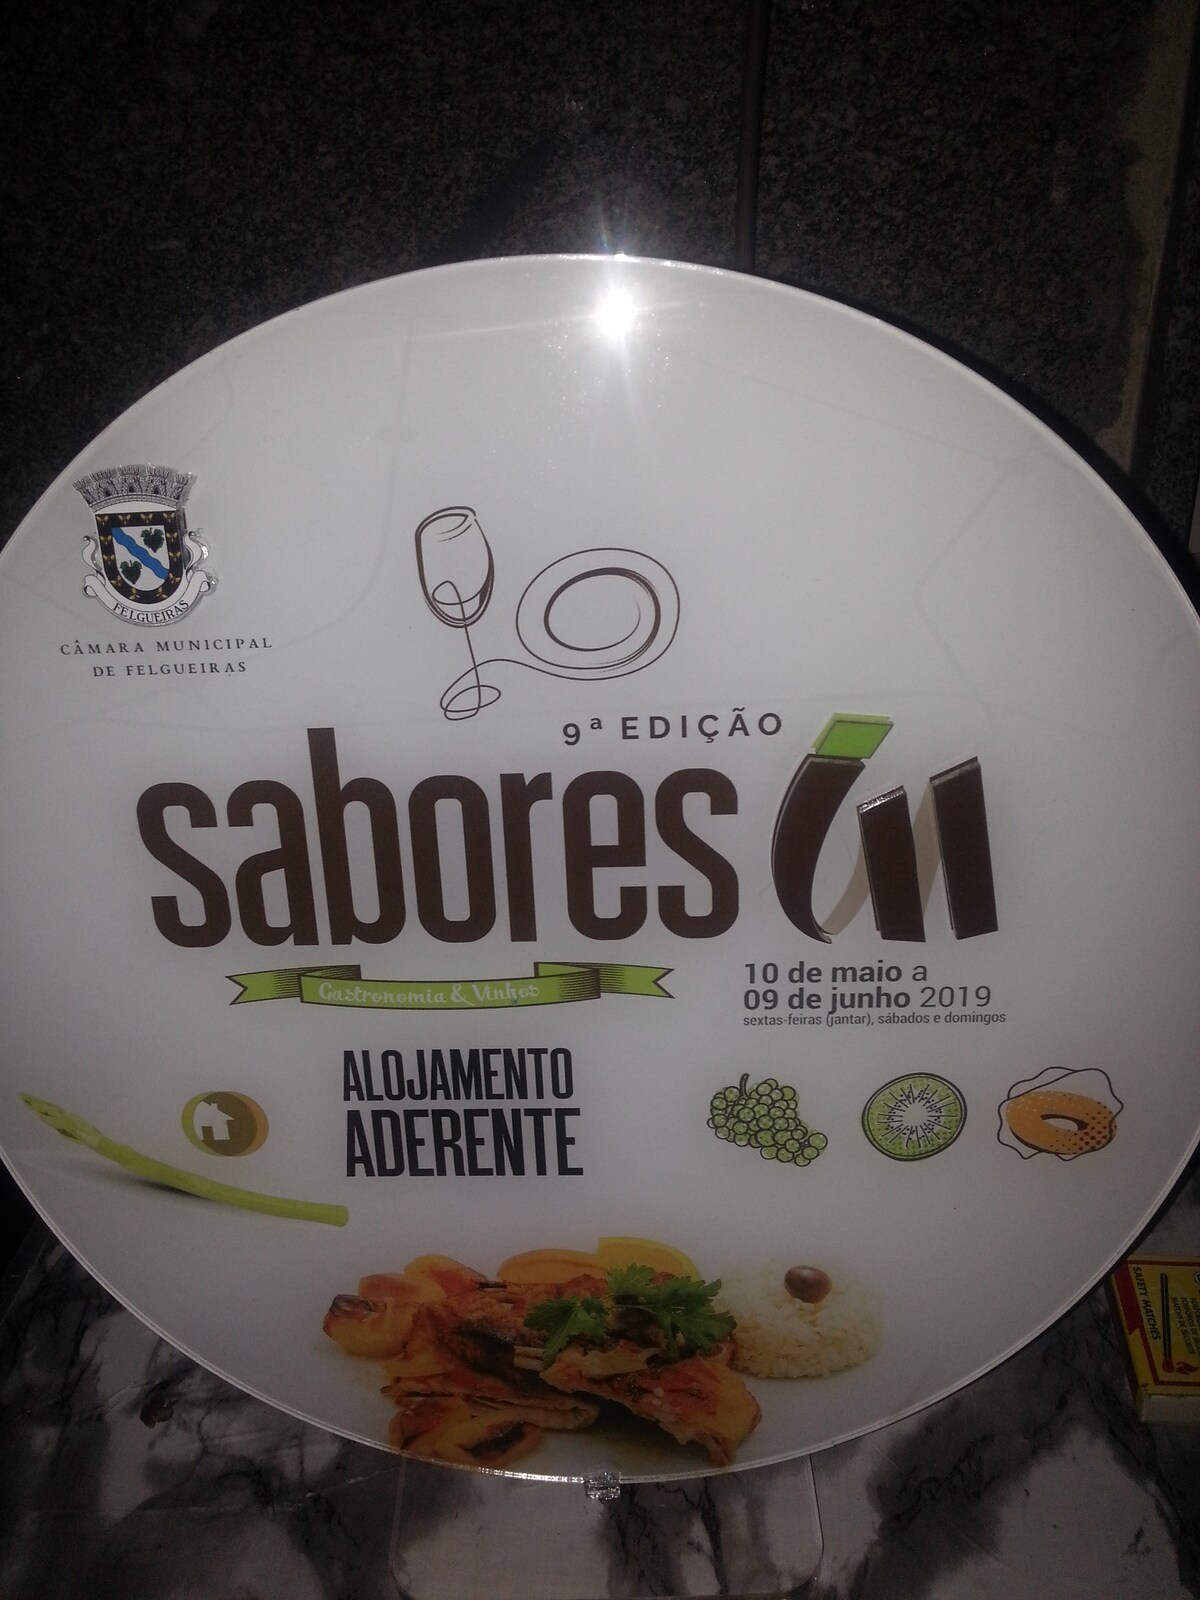 FELGUEIRAS
CÂMARA MUNICIPAL
DE FELGUEIRAS
9ª EDIÇÃO
sabores in
Gastronomia & Vinhos
10 de maio a
09 de junho 2019
sextas-feiras (jantar), sábados e domingos
ALOJAMENTO
ADERENTE
SAFETY MATCHES